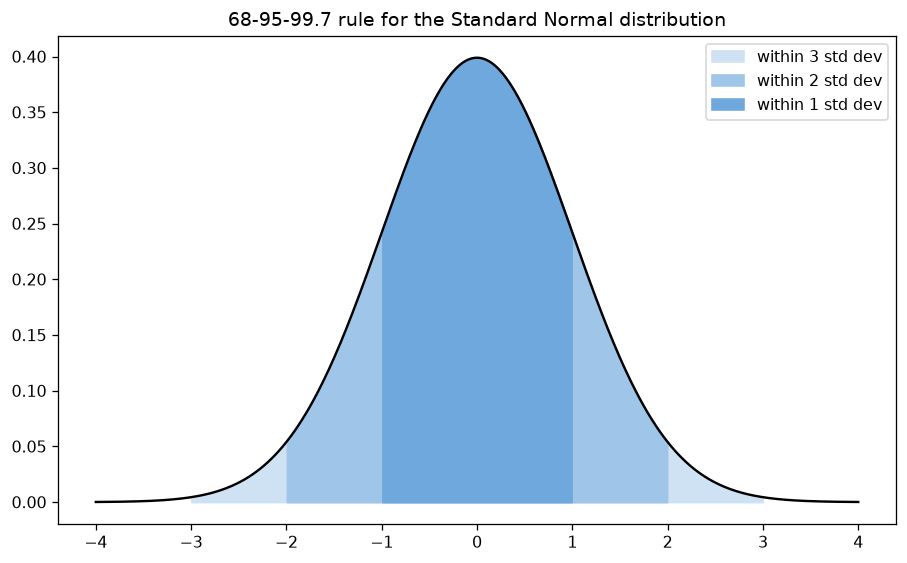 68-95-99.7 rule for the Standard Normal distribution
within 3 std dev
within 2 std dev
within 1 std dev
0.40
0.35
0.30
0.25
0.20
0.15
0.10
0.05
0.00
−4 −3 −2 −1 0 1 2 3 4